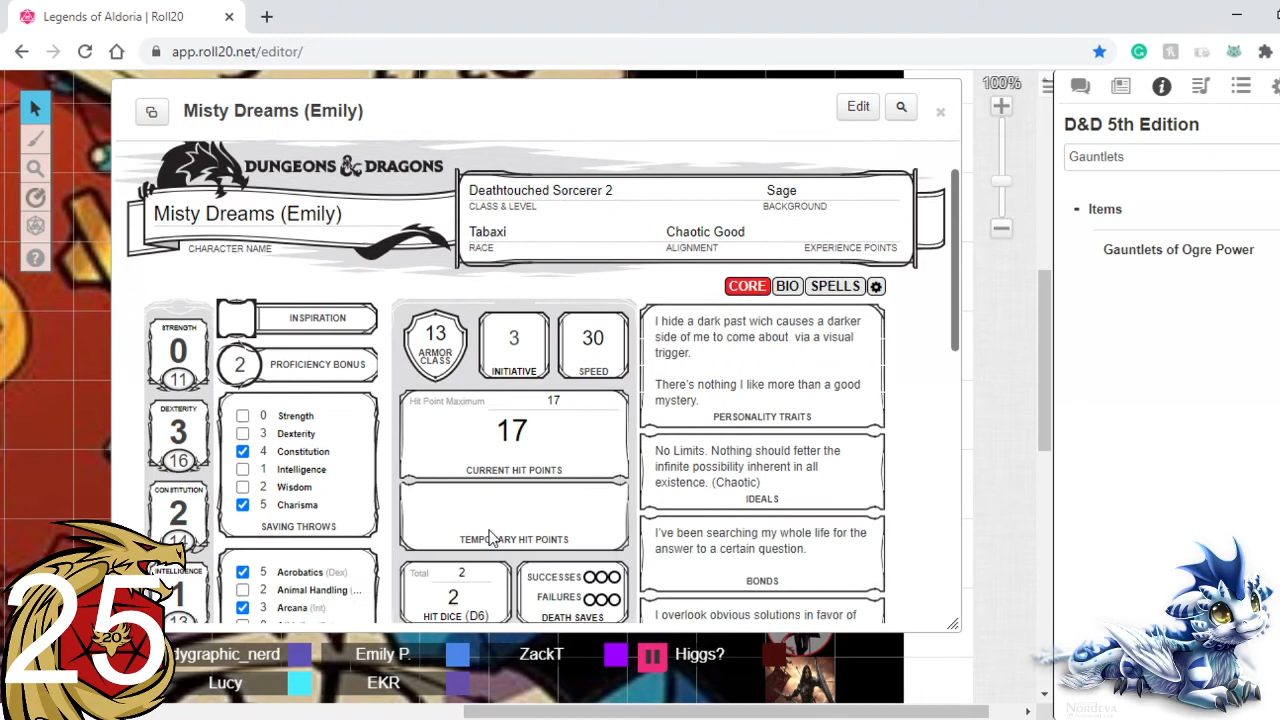 Legends of Aldoria | Roll20
app.roll20.net/editor/
Misty Dreams (Emily)
Edit
100%
D&D 5th Edition
Gauntlets
Items
Gauntlets of Ogre Power
DUNGEONS & DRAGONS
Misty Dreams (Emily)
CHARACTER NAME
Deathtouched Sorcerer 2
Sage
CLASS & LEVEL
BACKGROUND
Tabaxi
Chaotic Good
RACE
ALIGNMENT
EXPERIENCE POINTS
CORE
BIO
SPELLS
STRENGTH
0
11
DEXTERITY
3
16
CONSTITUTION
2
14
INTELLIGENCE
1
13
INSPIRATION
2
PROFICIENCY BONUS
0 Strength
3 Dexterity
4 Constitution
1 Intelligence
2 Wisdom
5 Charisma
SAVING THROWS
5 Acrobatics (Dex)
2 Animal Handling (...
3 Arcana (Int)
13
ARMOR
CLASS
3
INITIATIVE
30
SPEED
Hit Point Maximum 17
17
CURRENT HIT POINTS
TEMPORARY HIT POINTS
Total 2
2
HIT DICE (D6)
SUCCESSES
FAILURES
DEATH SAVES
I hide a dark past wich causes a darker
side of me to come about via a visual
trigger.
There's nothing I like more than a good
mystery.
PERSONALITY TRAITS
No Limits. Nothing should fetter the
infinite possibility inherent in all
existence. (Chaotic)
IDEALS
I've been searching my whole life for the
answer to a certain question.
BONDS
I overlook obvious solutions in favor of
25
20
dygraphic_nerd
Emily P.
ZackT
Higgs?
Lucy
EKR
NORDEVA